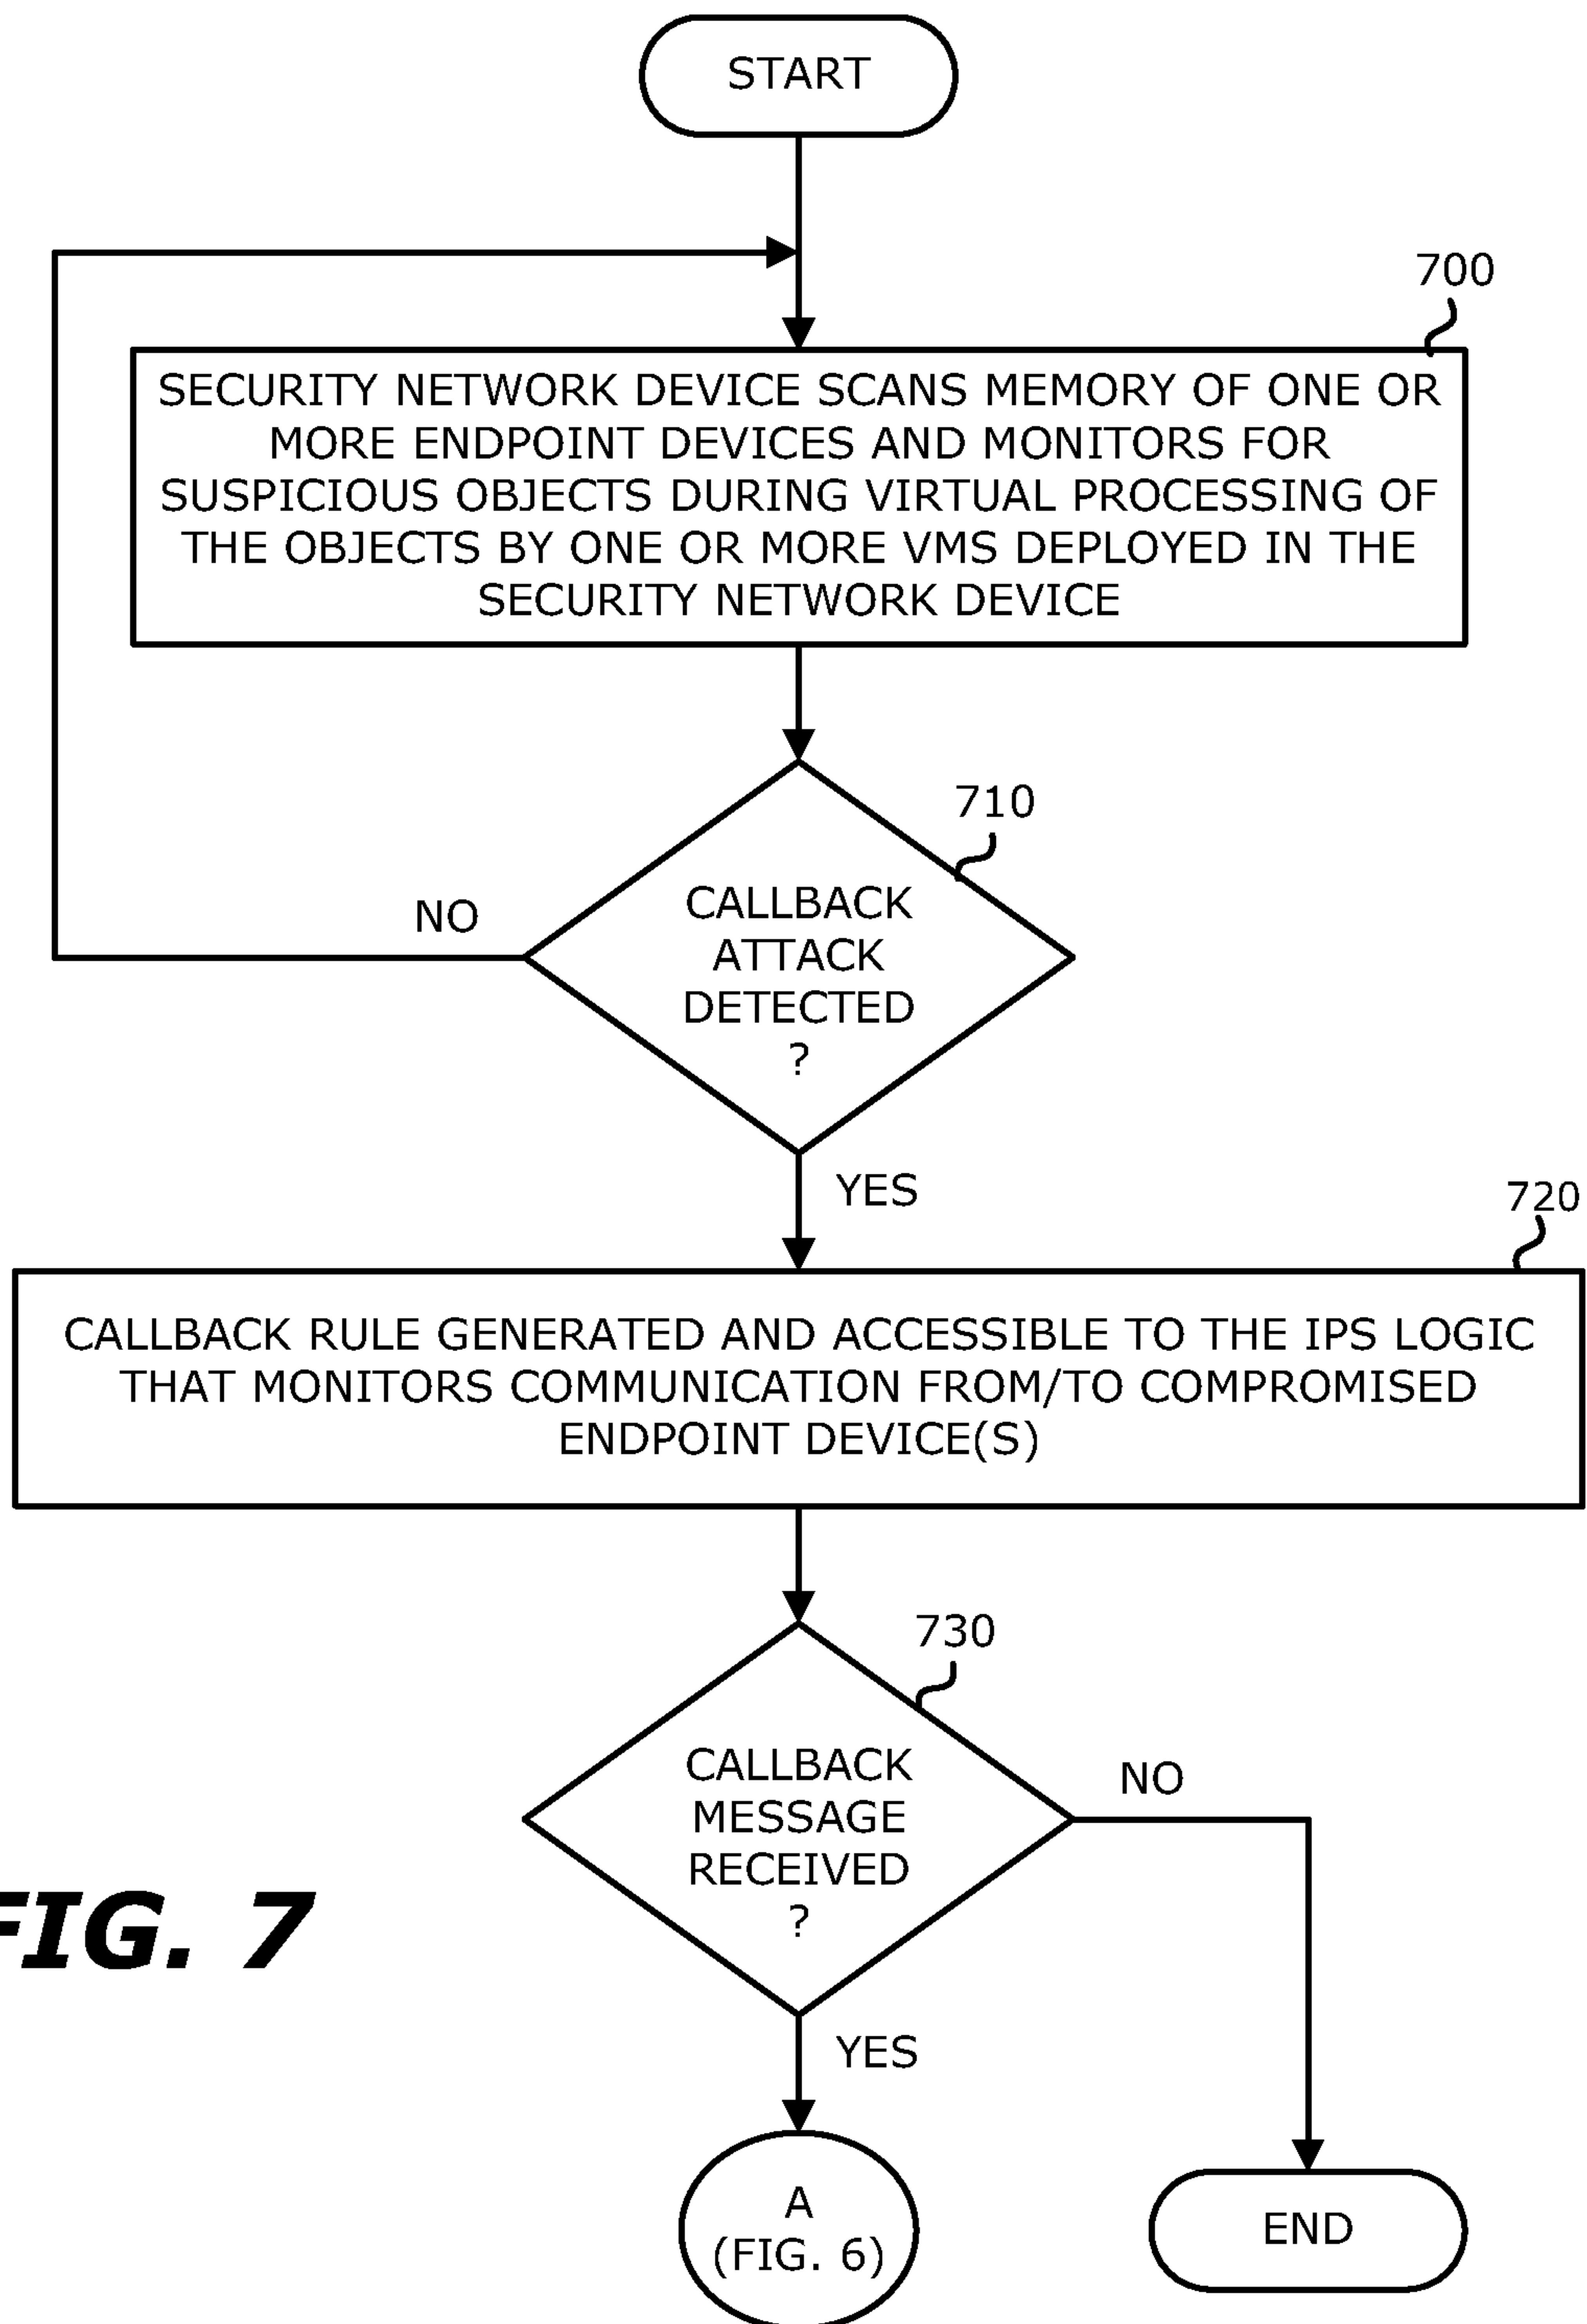 START
700
SECURITY NETWORK DEVICE SCANS MEMORY OF ONE OR
MORE ENDPOINT DEVICES AND MONITORS FOR
SUSPICIOUS OBJECTS DURING VIRTUAL PROCESSING OF
THE OBJECTS BY ONE OR MORE VMS DEPLOYED IN THE
SECURITY NETWORK DEVICE
710
NO
CALLBACK
ATTACK
DETECTED
?
YES
720
CALLBACK RULE GENERATED AND ACCESSIBLE TO THE IPS LOGIC
THAT MONITORS COMMUNICATION FROM/TO COMPROMISED
ENDPOINT DEVICE(S)
730
CALLBACK
MESSAGE
RECEIVED
?
NO
FIG. 7
YES
A
(FIG. 6)
END